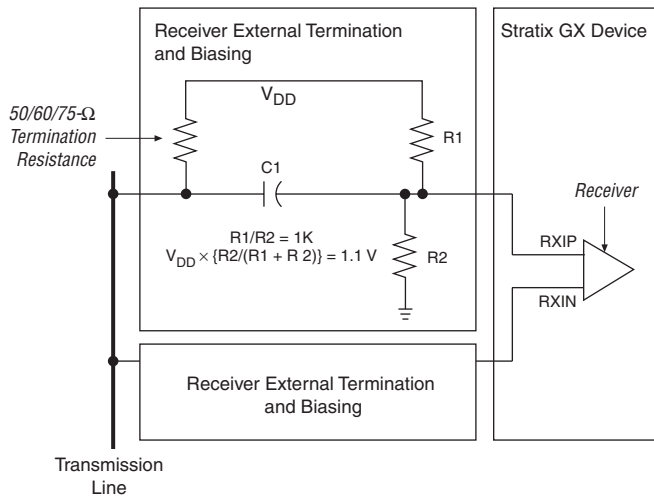 Receiver External Termination
and Biasing
Stratix GX Device
V_DD
50/60/75-Ω
Termination
Resistance
R1
C1
Receiver
R1/R2 = 1K
V_DD × {R2/(R1 + R 2)} = 1.1 V
R2
RXIP
RXIN
Receiver External Termination
and Biasing
Transmission
Line